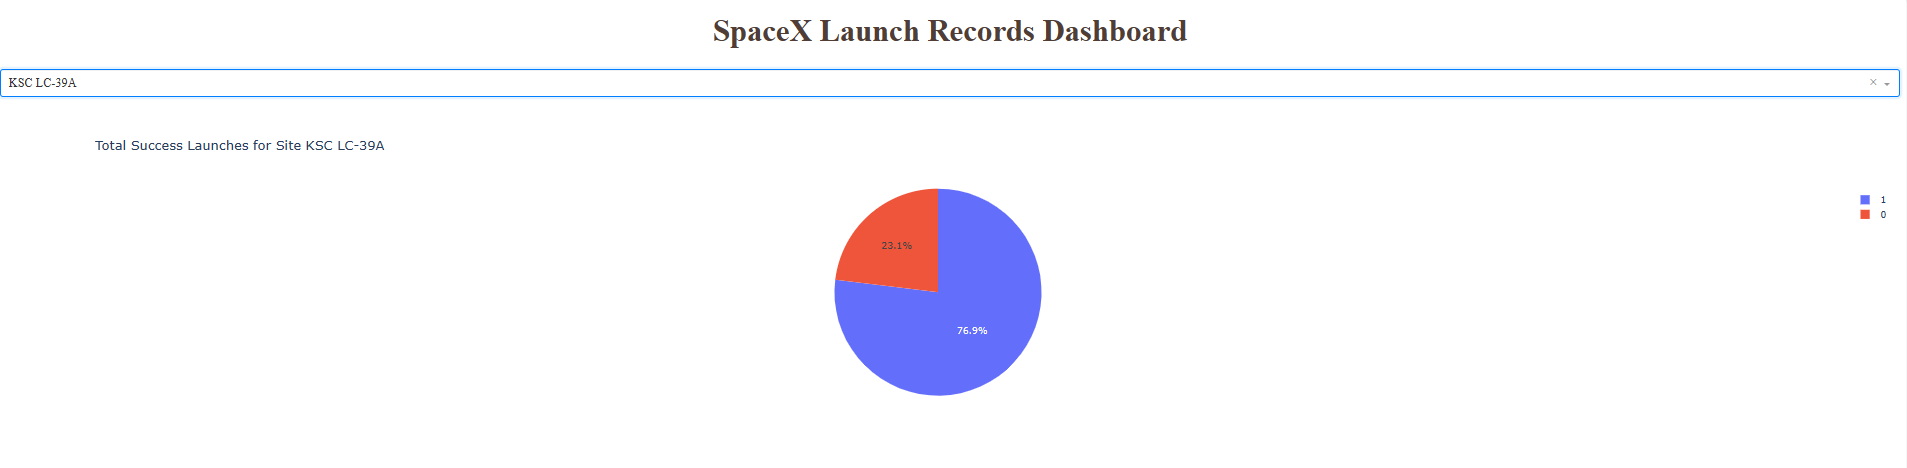 SpaceX Launch Records Dashboard
KSC LC-39A ×
Total Success Launches for Site KSC LC-39A
1
0
23.1%
76.9%